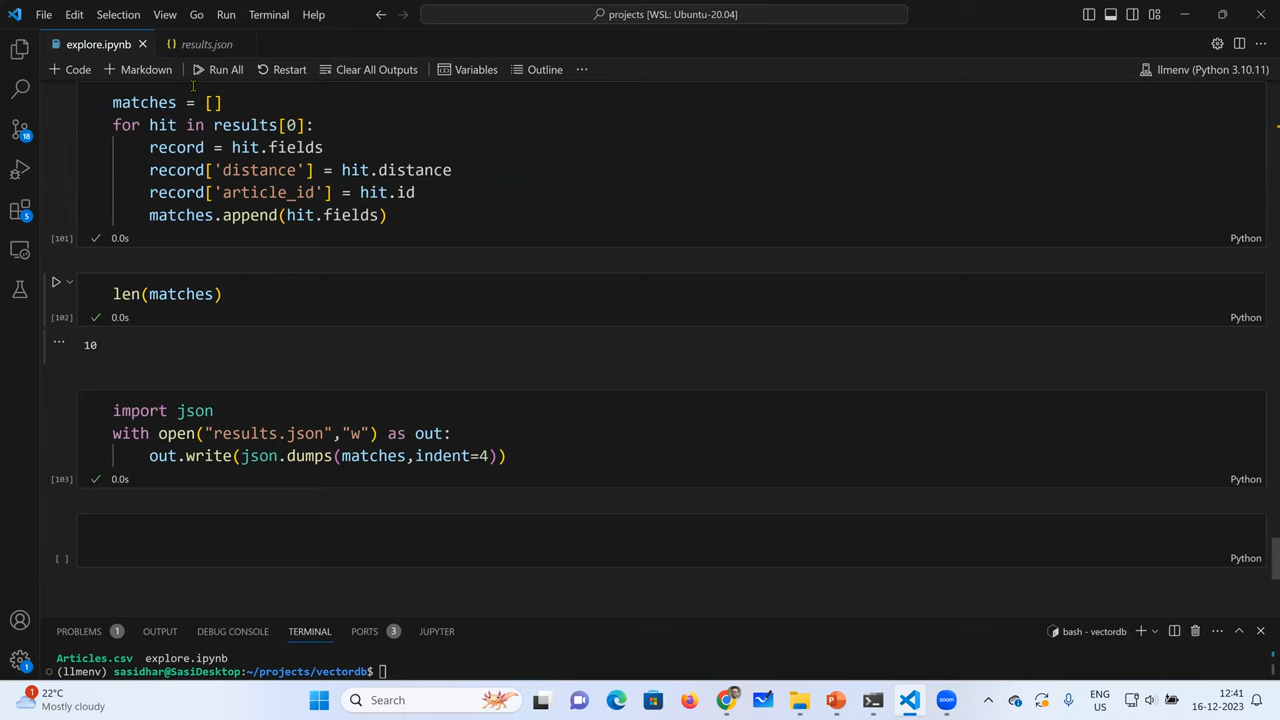 File Edit Selection View Go Run Terminal Help
projects [WSL: Ubuntu-20.04]
explore.ipynb
results.json
+ Code + Markdown Run All Restart Clear All Outputs Variables Outline ... llmenv (Python 3.10.11)
matches = []
for hit in results[0]:
record = hit.fields
record['distance'] = hit.distance
record['article_id'] = hit.id
matches.append(hit.fields)
[101] 0.0s Python
len(matches)
[102] 0.0s Python
... 10
import json
with open("results.json","w") as out:
out.write(json.dumps(matches,indent=4))
[103] 0.0s Python
[ ] Python
18
5
1
1
PROBLEMS 1 OUTPUT DEBUG CONSOLE TERMINAL PORTS 3 JUPYTER
bash - vectordb
Articles.csv explore.ipynb
(llmenv) sasidhar@SasiDesktop:~/projects/vectordb$
22°C
Mostly cloudy
Search
zoom
ENG
US
12:41
16-12-2023